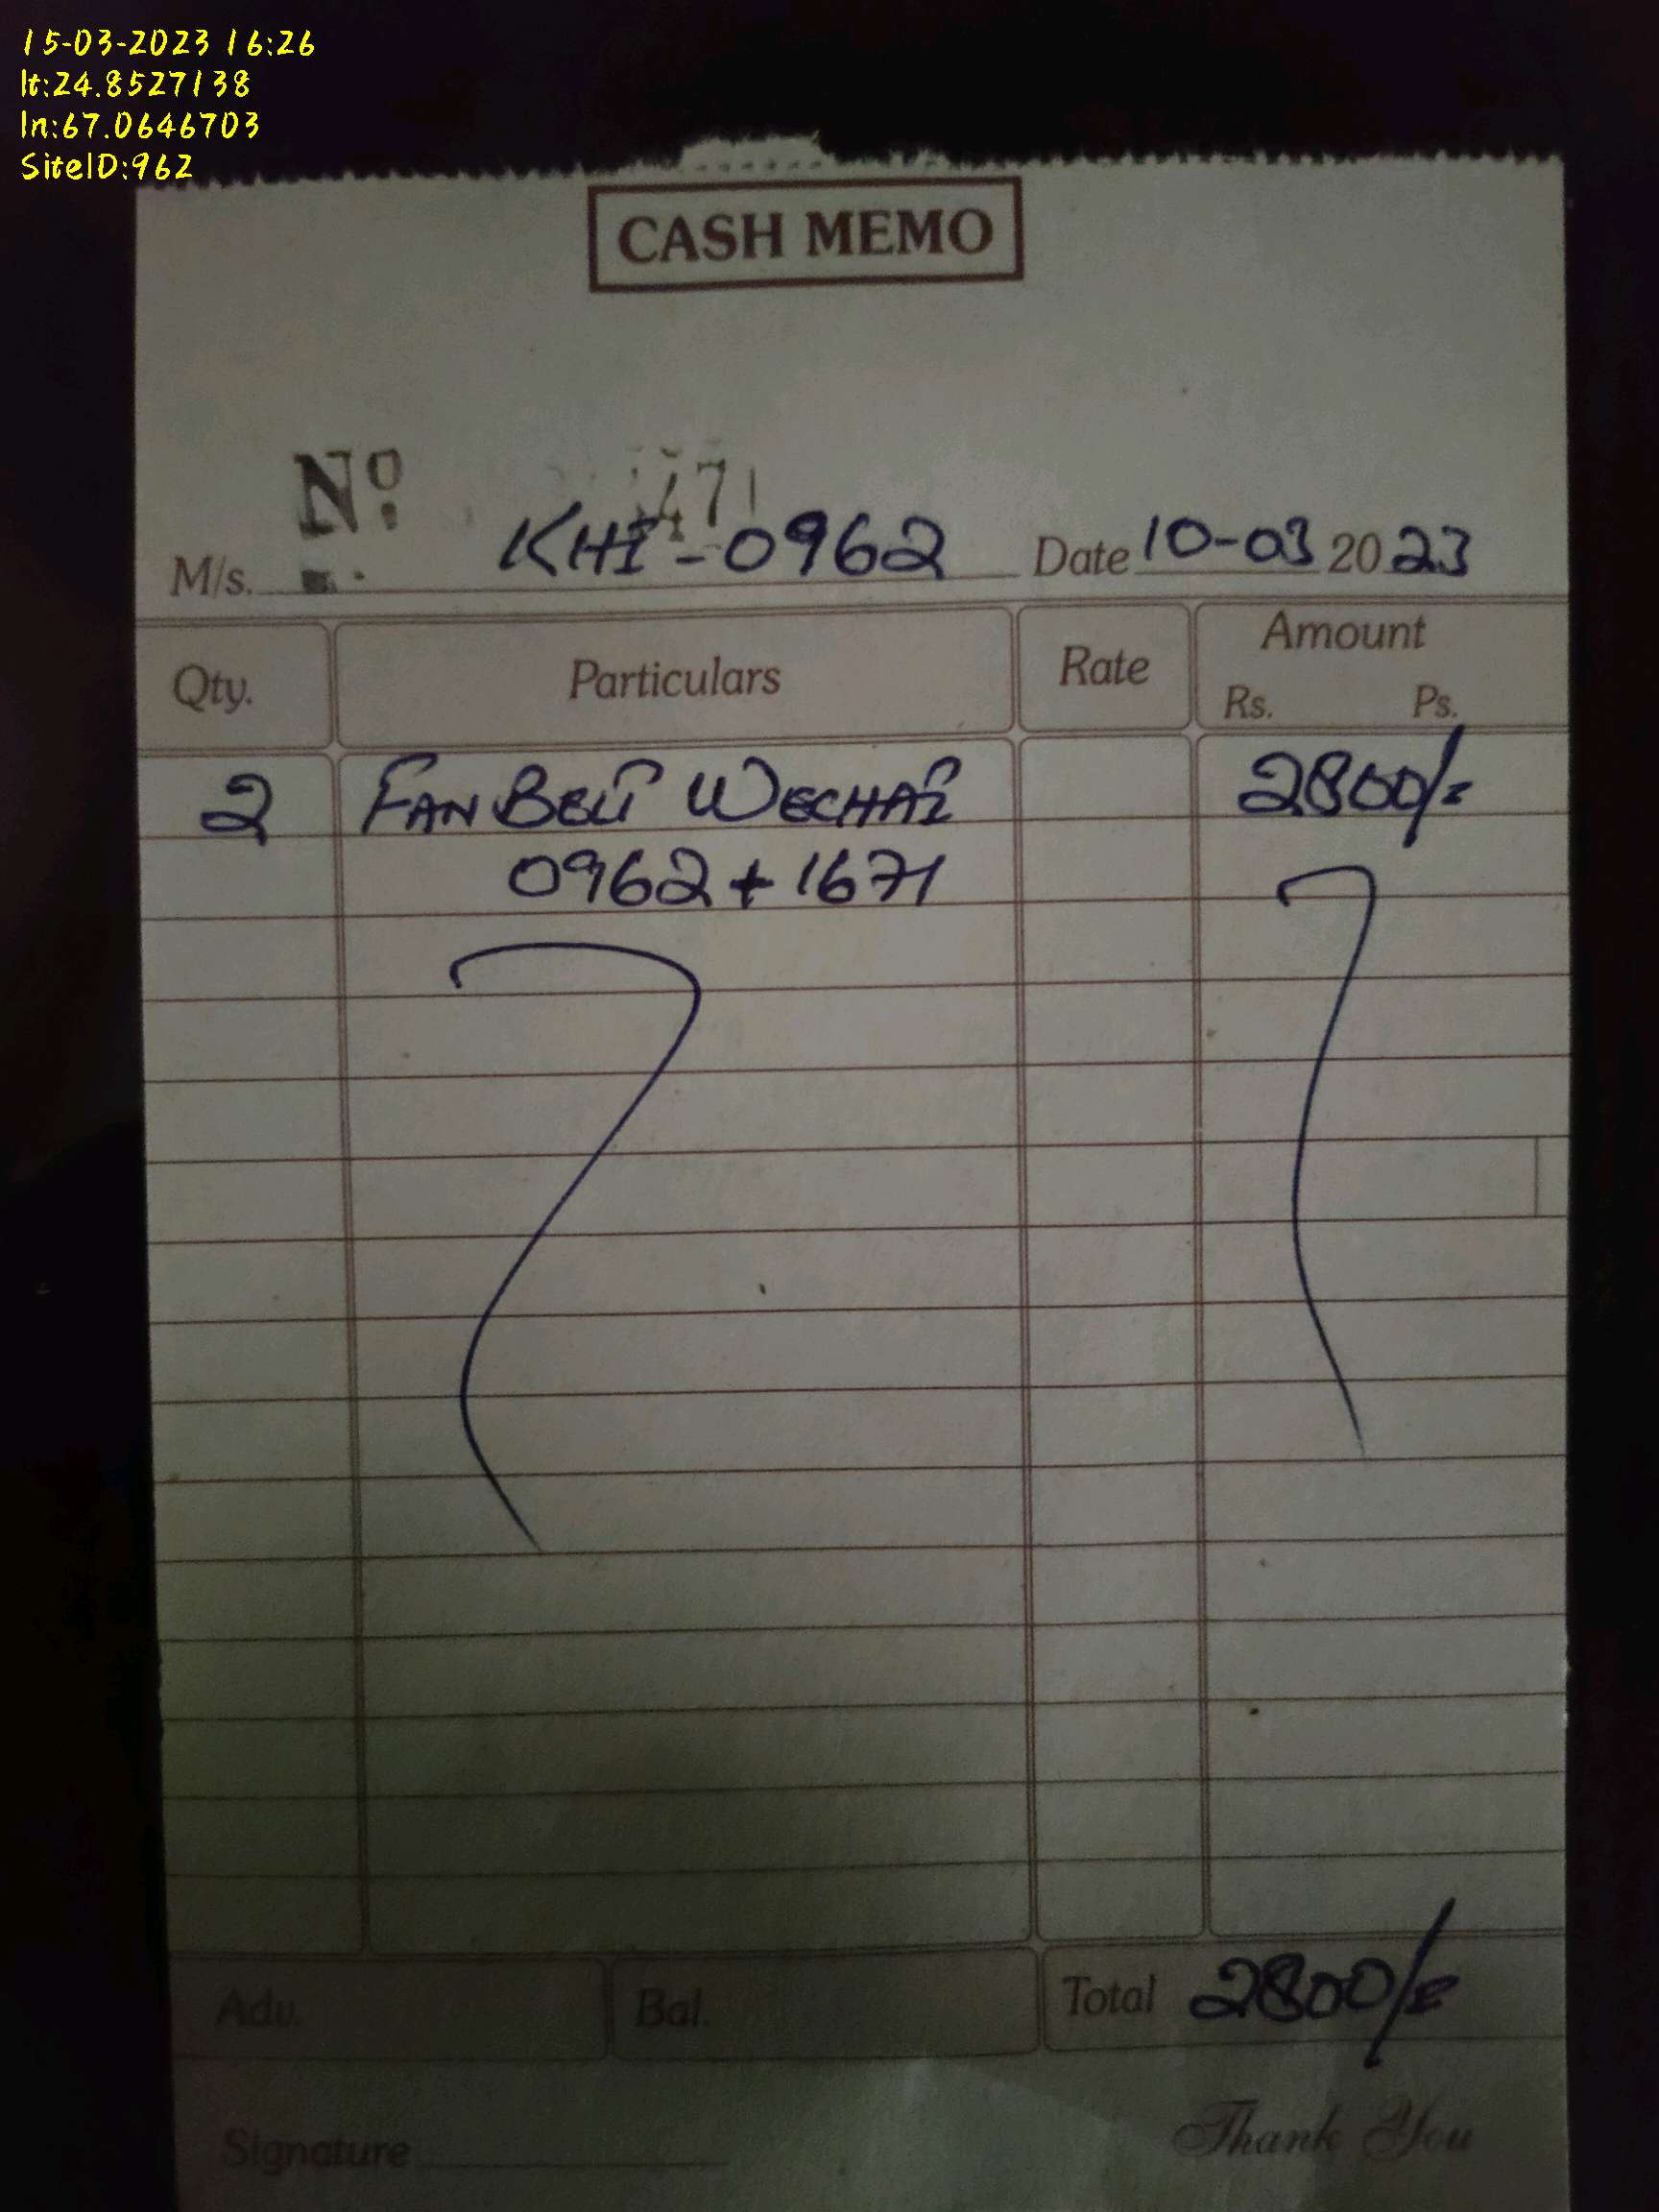 15-03-2023 16:26
lt:24.8527138
ln:67.0646703
SiteID:962
CASH MEMO
Nº 471
M/s. KHI-0962 Date 10-03 2023
Qty. Particulars Rate Amount
Rs. Ps.
2 FAN BELT WECHAI 2800/=
0962+1671
Adv. Bal. Total 2800/=
Signature
Thank You